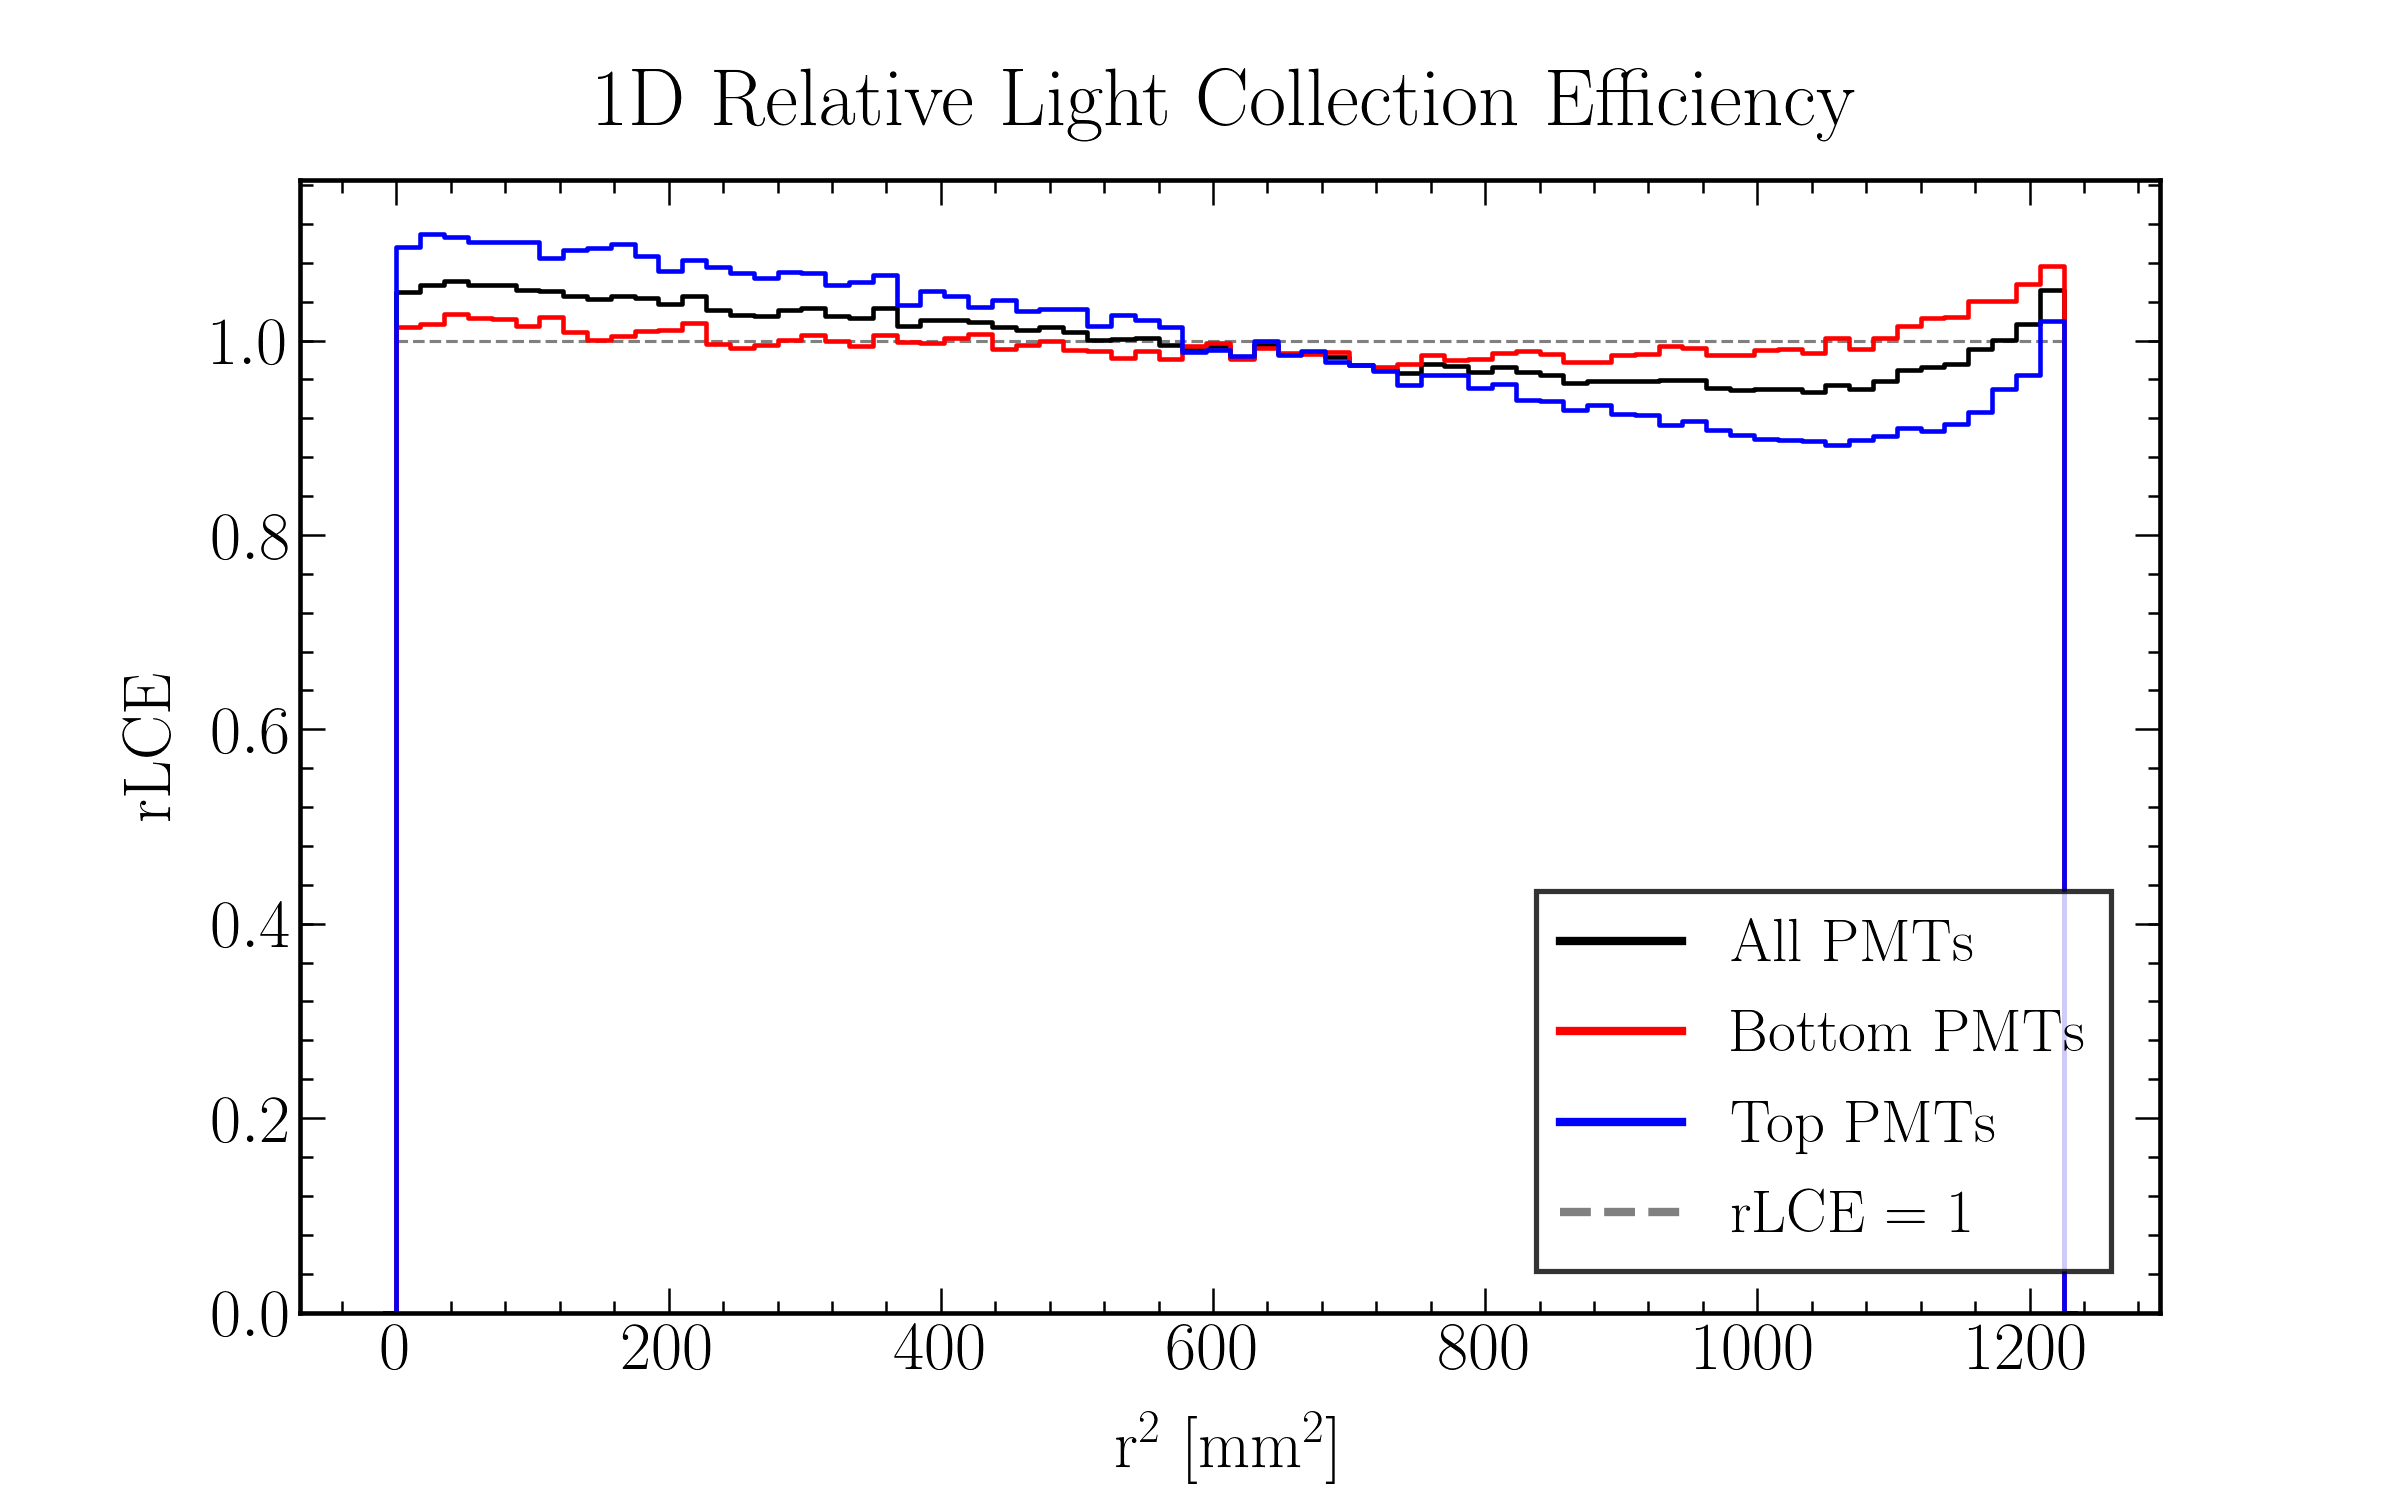 1D Relative Light Collection Efficiency
rLCE
1.0
0.8
0.6
0.4
0.2
0.0
0 200 400 600 800 1000 1200
r² [mm²]
All PMTs
Bottom PMTs
Top PMTs
rLCE = 1